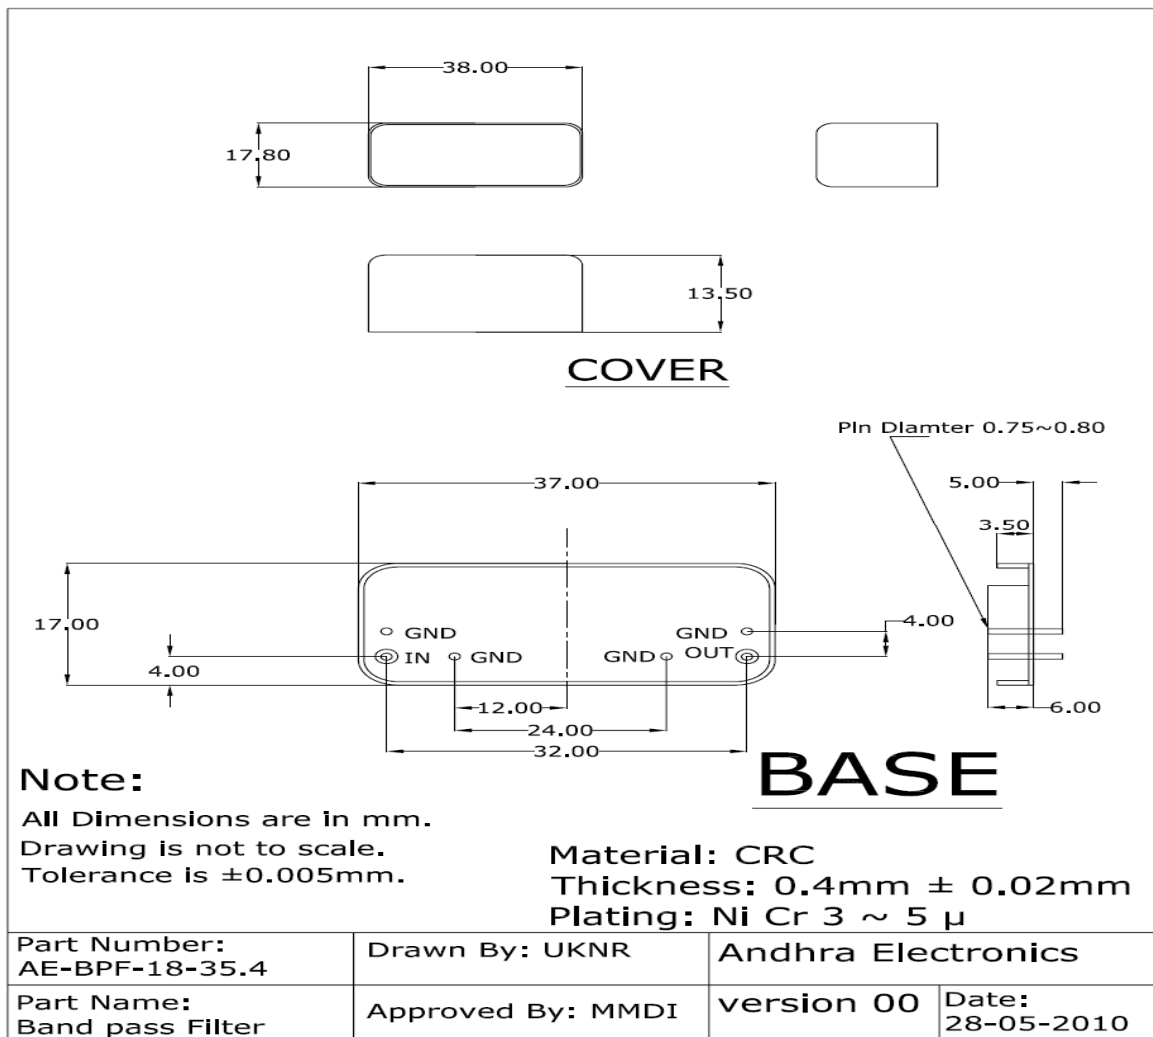 38.00
17.80
13.50
COVER
Pin Diamter 0.75~0.80
37.00
5.00
3.50
17.00
GND
GND
4.00
IN
GND
GND
OUT
4.00
12.00
6.00
24.00
32.00
BASE
Note:
All Dimensions are in mm.
Drawing is not to scale.
Tolerance is ±0.005mm.
Material: CRC
Thickness: 0.4mm ± 0.02mm
Plating: Ni Cr 3 ~ 5 µ
Part Number:
AE-BPF-18-35.4
Drawn By: UKNR
Andhra Electronics
Part Name:
Band pass Filter
Approved By: MMDI
version 00
Date:
28-05-2010